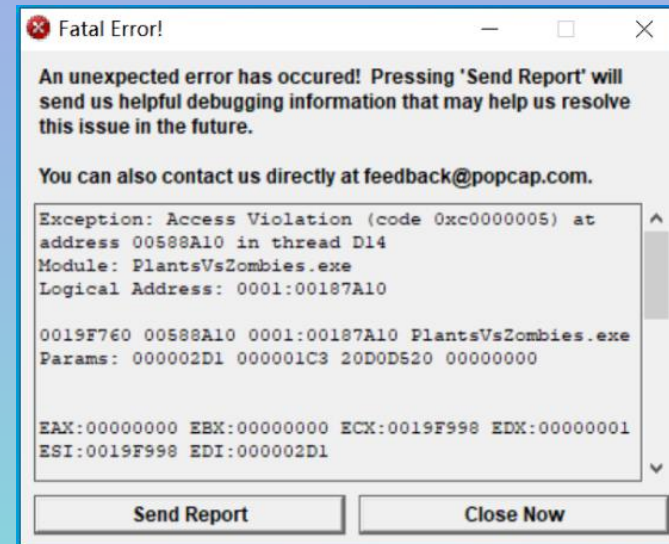 Fatal Error!
An unexpected error has occured! Pressing 'Send Report' will
send us helpful debugging information that may help us resolve
this issue in the future.
You can also contact us directly at feedback@popcap.com.
Exception: Access Violation (code 0xc0000005) at
address 00588A10 in thread D14
Module: PlantsVsZombies.exe
Logical Address: 0001:00187A10
0019F760 00588A10 0001:00187A10 PlantsVsZombies.exe
Params: 000002D1 000001C3 20D0D520 00000000
EAX:00000000 EBX:00000000 ECX:0019F998 EDX:00000001
ESI:0019F998 EDI:000002D1
Send Report
Close Now